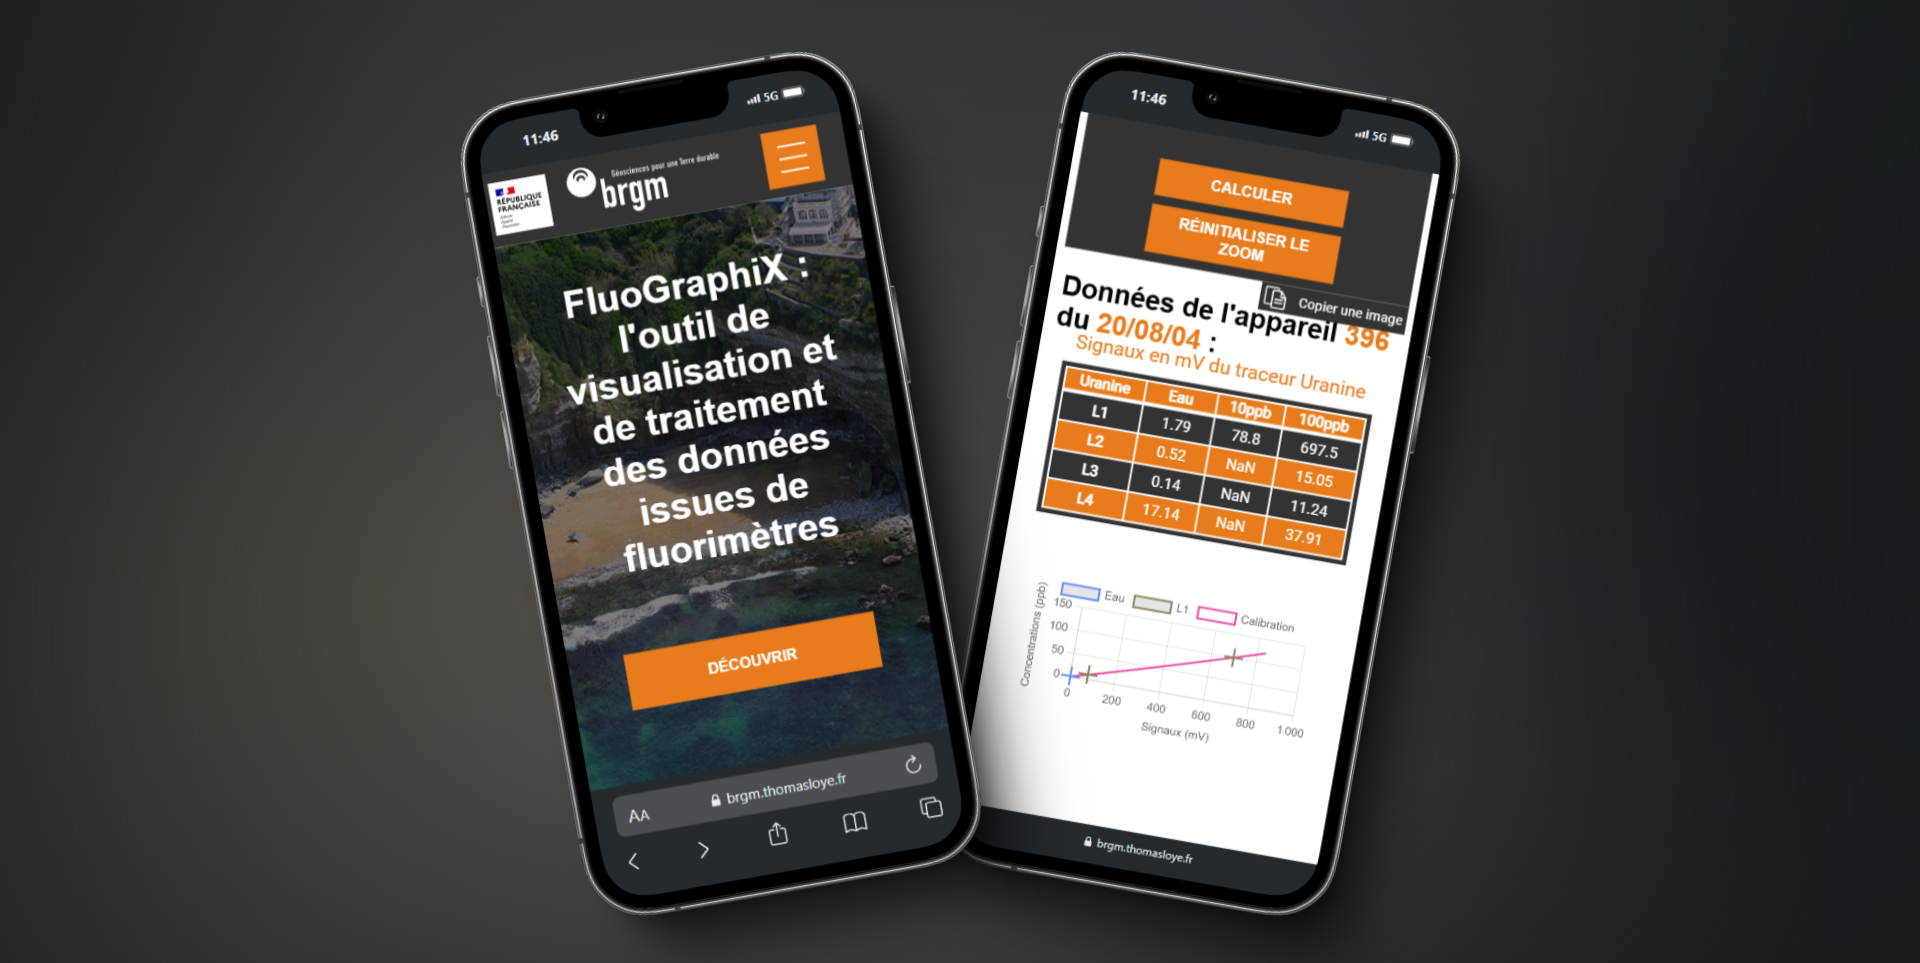 11:46
5G
RÉPUBLIQUE
FRANÇAISE
Géosciences pour une Terre durable
brgm
FluoGraphiX :
l'outil de
visualisation et
de traitement
des données
issues de
fluorimètres
DÉCOUVRIR
AA
brgm.thomasloye.fr
11:46
5G
CALCULER
RÉINITIALISER LE
ZOOM
Copier une image
Données de l'appareil 396
du 20/08/04 :
Signaux en mV du traceur Uranine
Uranine Eau 10ppb 100ppb
L1 1.79 78.8 697.5
L2 0.52 NaN 15.05
L3 0.14 NaN 11.24
L4 17.14 NaN 37.91
Eau L1 Calibration
Concentrations (ppb)
150
100
50
0
0 200 400 600 800 1 000
Signaux (mV)
brgm.thomasloye.fr